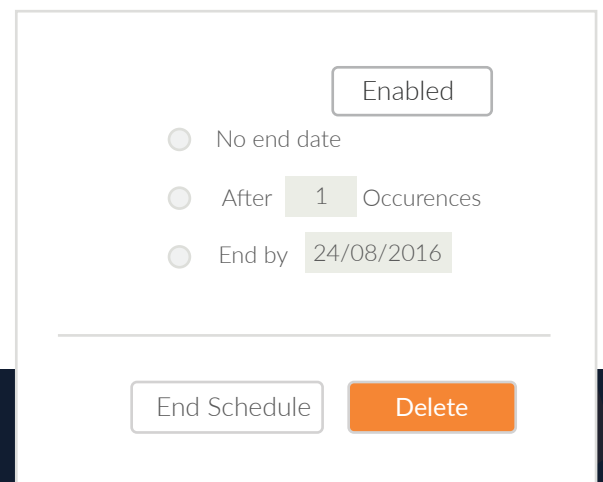 Enabled
No end date
After 1 Occurences
End by 24/08/2016
End Schedule Delete